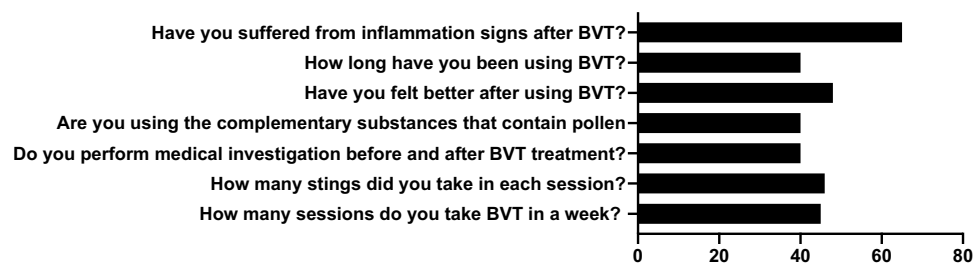 Have you suffered from inflammation signs after BVT?
How long have you been using BVT?
Have you felt better after using BVT?
Are you using the complementary substances that contain pollen
Do you perform medical investigation before and after BVT treatment?
How many stings did you take in each session?
How many sessions do you take BVT in a week?
0 20 40 60 80